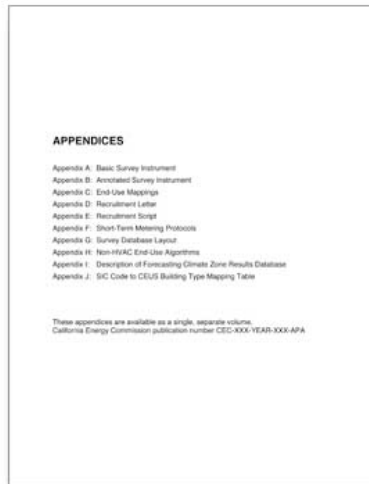 APPENDICES
Appendix A: Basic Survey Instrument
Appendix B: Annotated Survey Instrument
Appendix C: End-Use Mappings
Appendix D: Recruitment Letter
Appendix E: Recruitment Script
Appendix F: Short-Term Metering Protocols
Appendix G: Survey Database Layout
Appendix H: Non-HVAC End-Use Algorithms
Appendix I: Description of Forecasting Climate Zone Results Database
Appendix J: SIC Code to CEUS Building Type Mapping Table
These appendices are available as a single, separate volume.
California Energy Commission publication number CEC-XXX-YEAR-XXX-APA